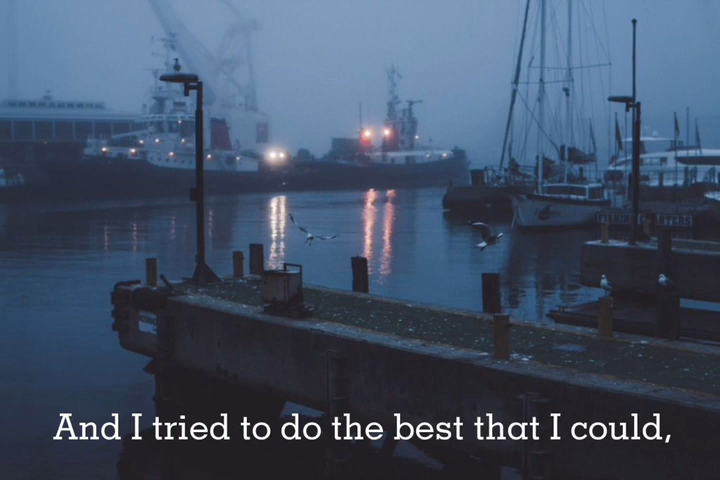 And I tried to do the best that I could,